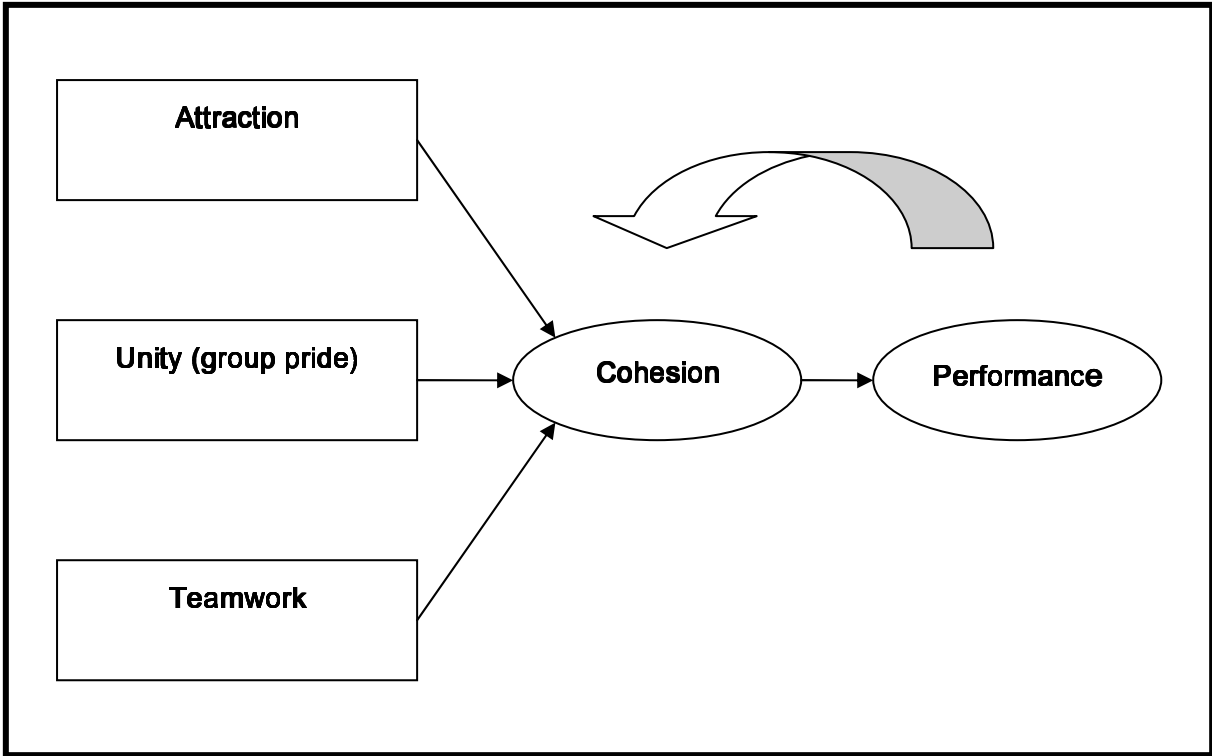 Attraction
Unity (group pride)
Cohesion
Performance
Teamwork